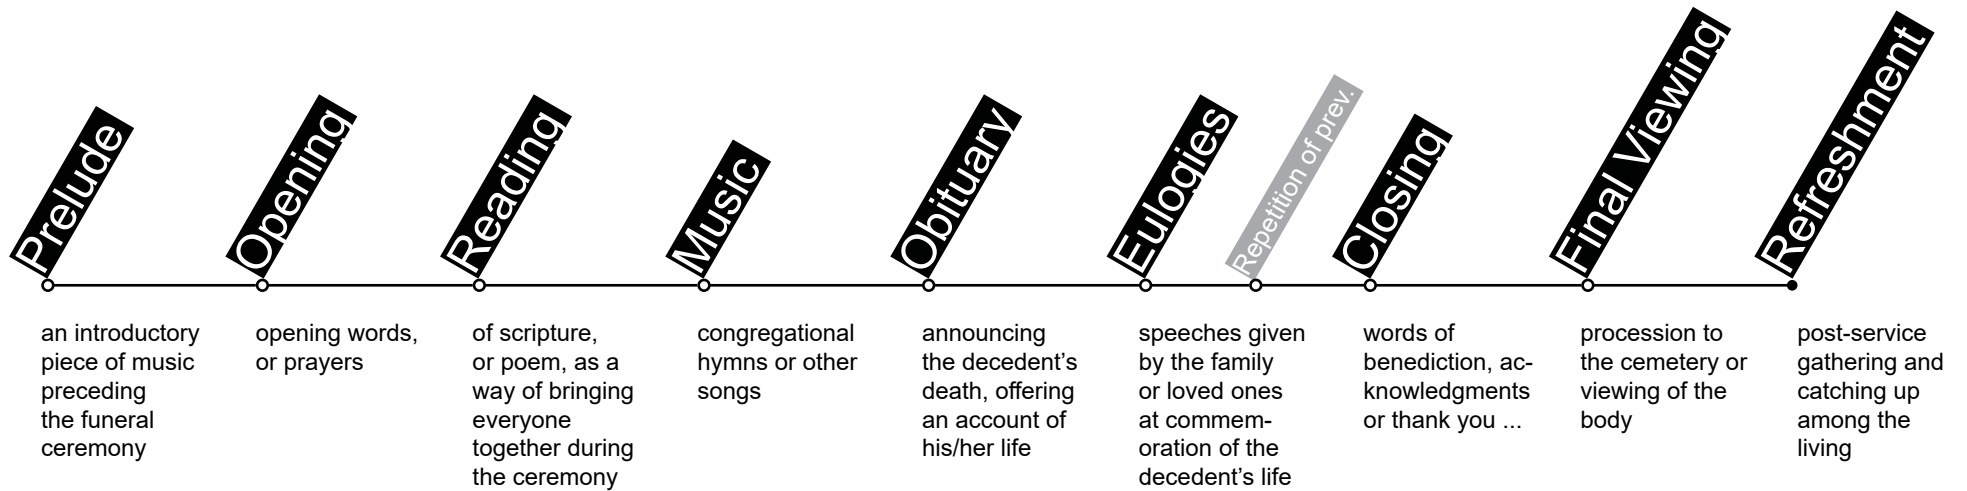 Prelude
Opening
Reading
Music
Obituary
Eulogies
Repetition of prev.
Closing
Final Viewing
Refreshment
an introductory
piece of music
preceding
the funeral
ceremony
opening words,
or prayers
of scripture,
or poem, as a
way of bringing
everyone
together during
the ceremony
congregational
hymns or other
songs
announcing
the decedent’s
death, offering
an account of
his/her life
speeches given
by the family
or loved ones
at commem-
oration of the
decedent’s life
words of
benediction, ac-
knowledgments
or thank you ...
procession to
the cemetery or
viewing of the
body
post-service
gathering and
catching up
among the
living